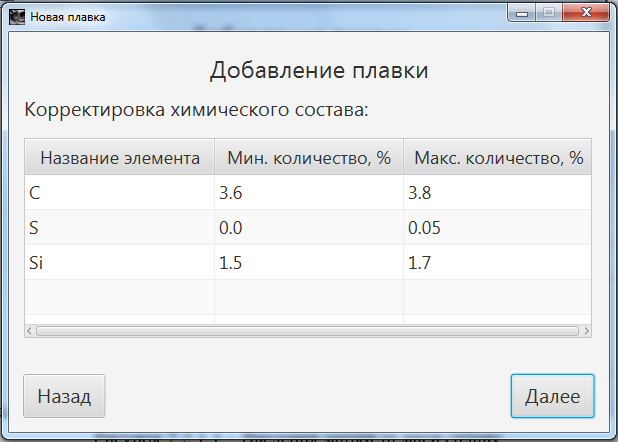 Новая плавка
Добавление плавки
Корректировка химического состава:
Название элемента Мин. количество, % Макс. количество, %
C 3.6 3.8
S 0.0 0.05
Si 1.5 1.7
Назад Далее